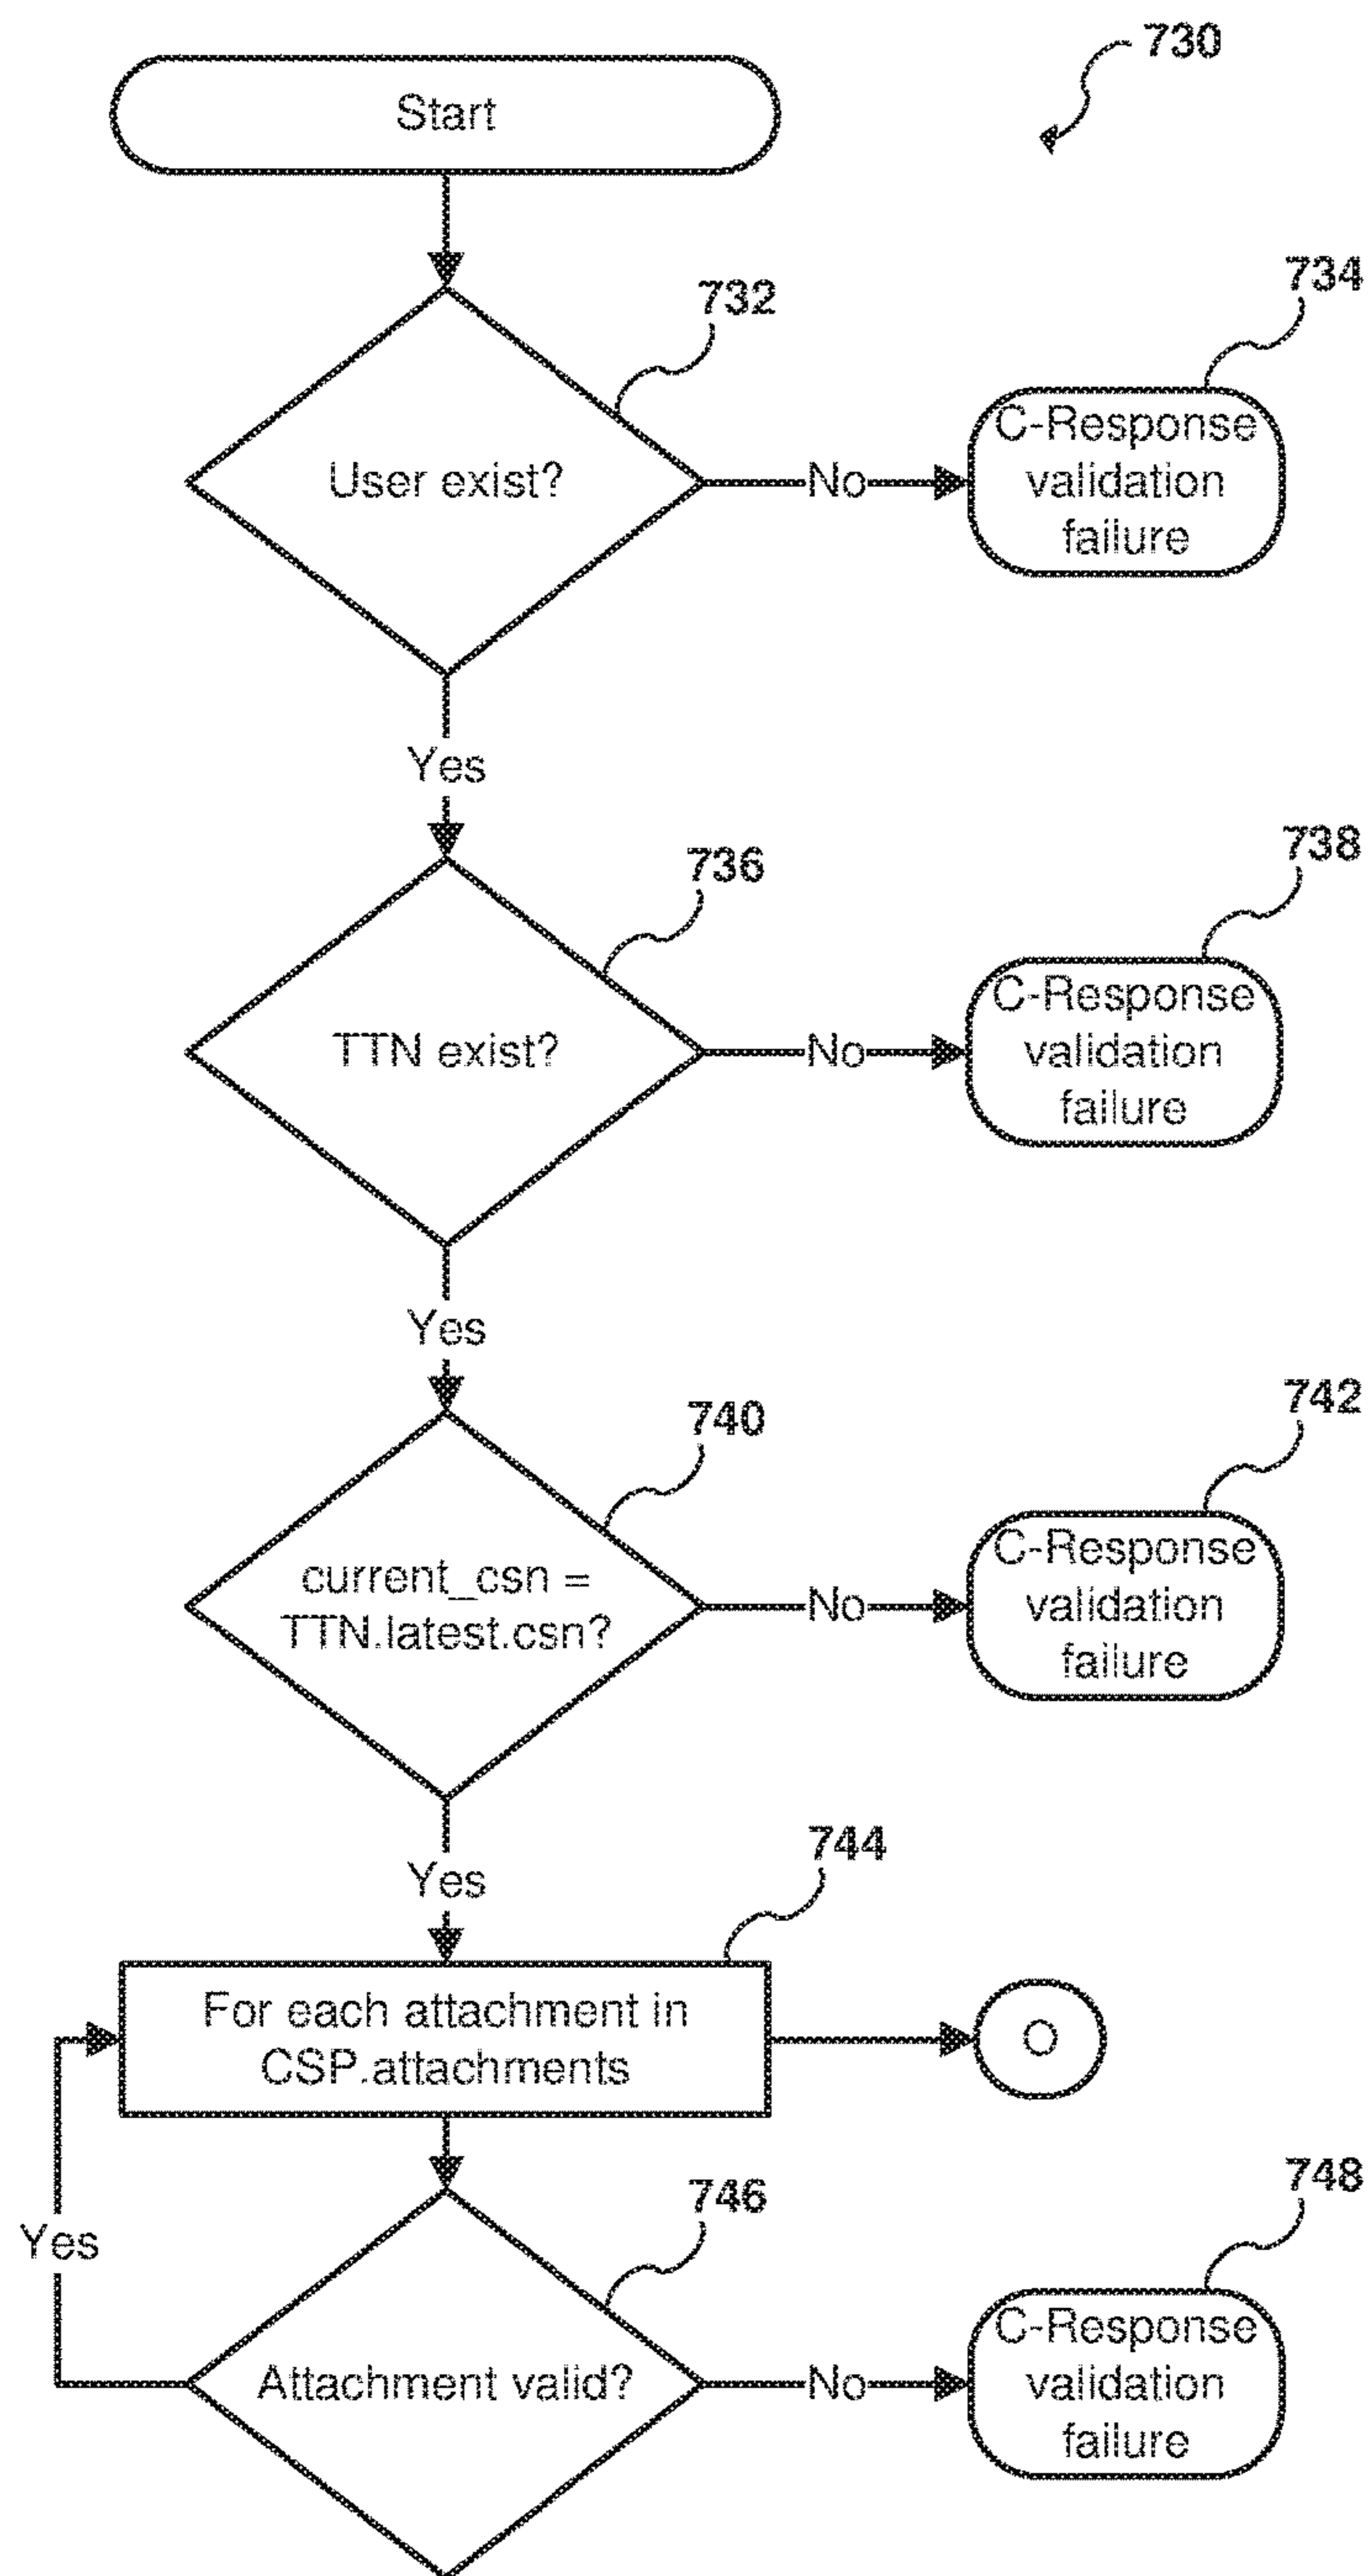 730
Start
732
734
User exist?
No
C-Response
validation
failure
Yes
736
738
TTN exist?
No
C-Response
validation
failure
Yes
740
742
current_csn =
TTN.latest.csn?
No
C-Response
validation
failure
Yes
744
For each attachment in
CSP.attachments
O
746
748
Yes
Attachment valid?
No
C-Response
validation
failure